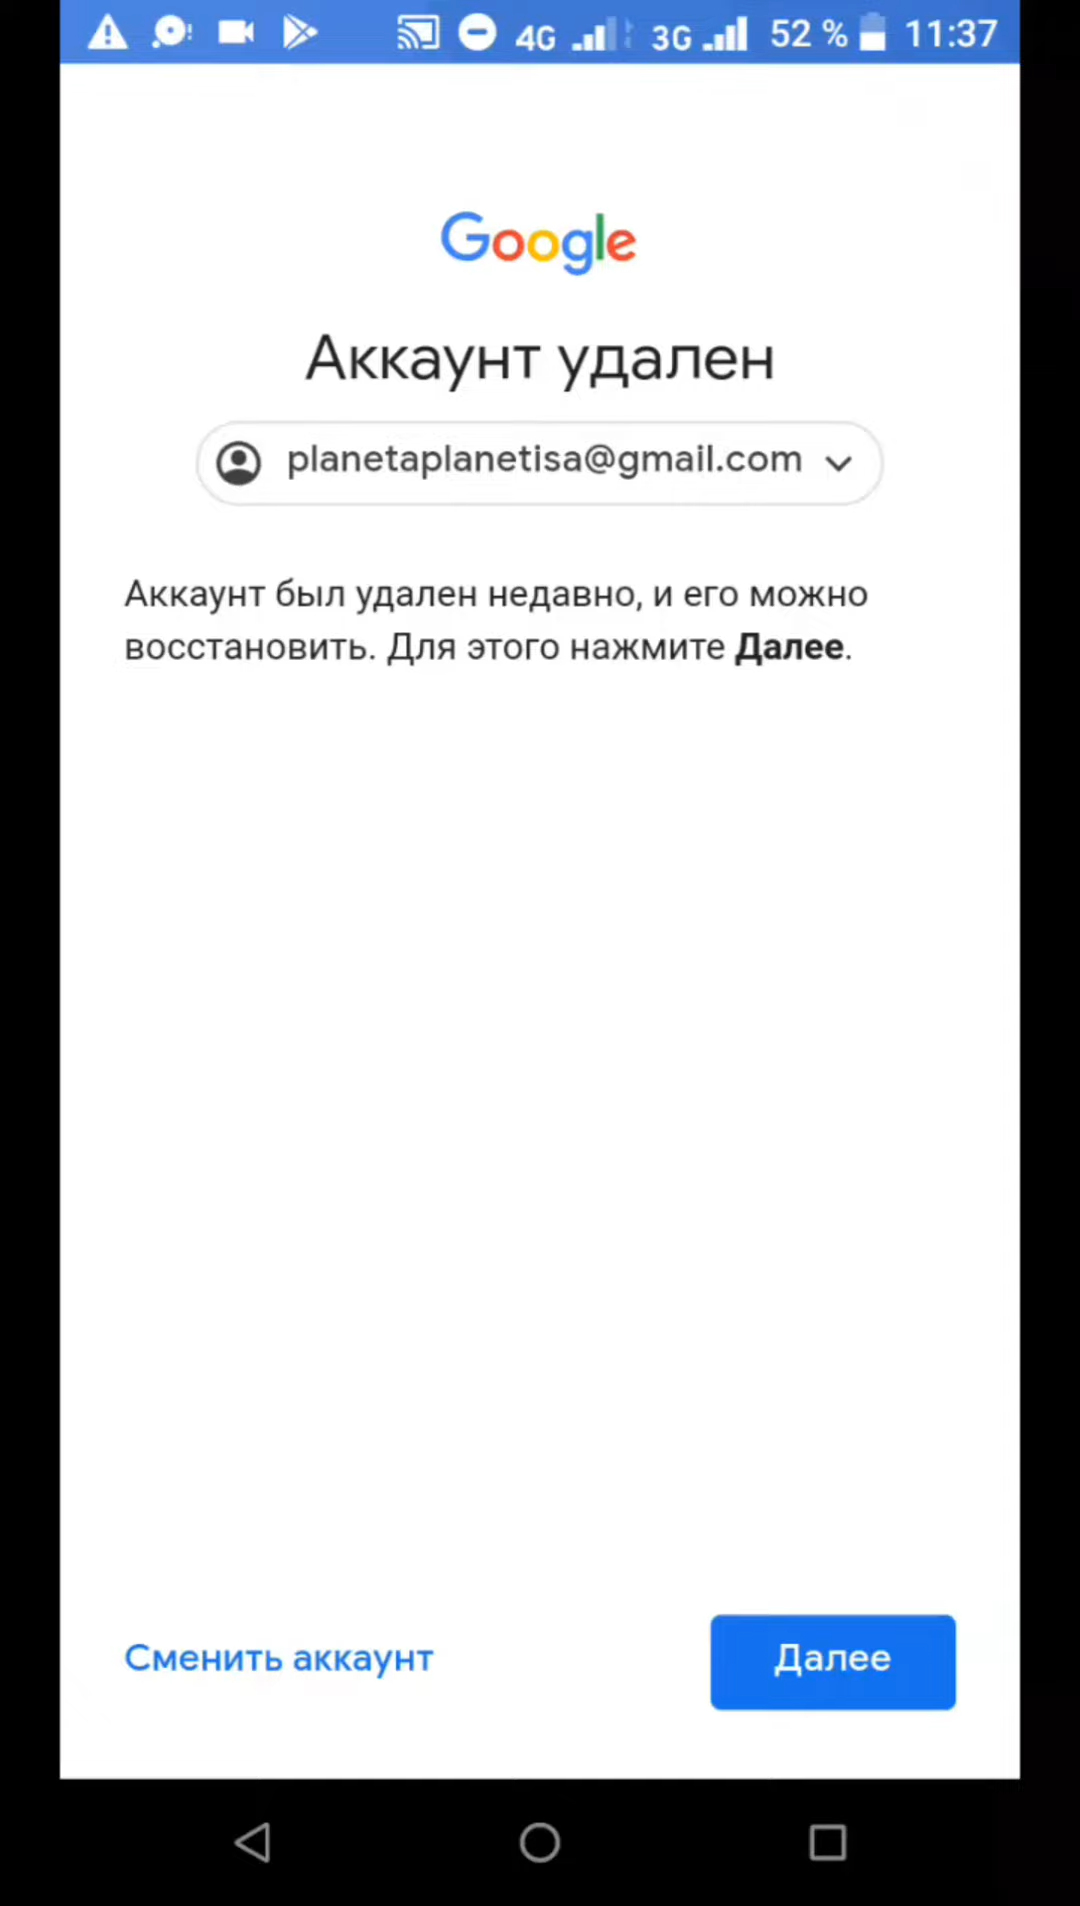 4G 3G 52 % 11:37
Google
Аккаунт удален
planetaplanetisa@gmail.com
Аккаунт был удален недавно, и его можно
восстановить. Для этого нажмите Далее.
Сменить аккаунт Далее